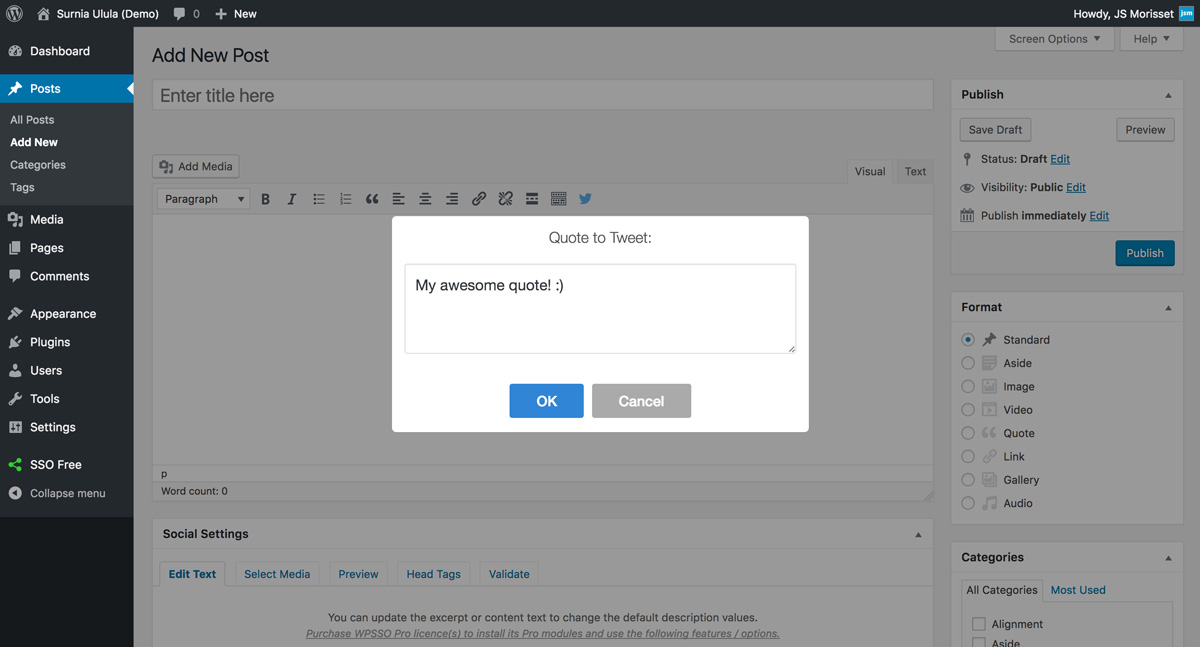 Surnia Ulula (Demo) 0 New Howdy, JS Morisset jsm
Dashboard
Posts
All Posts
Add New
Categories
Tags
Media
Pages
Comments
Appearance
Plugins
Users
Tools
Settings
SSO Free
Collapse menu
Screen Options Help
Add New Post
Enter title here
Add Media
Visual Text
Paragraph
Quote to Tweet:
My awesome quote! :)
OK Cancel
p
Word count: 0
Social Settings
Edit Text Select Media Preview Head Tags Validate
You can update the excerpt or content text to change the default description values.
Purchase WPSSO Pro licence(s) to install its Pro modules and use the following features / options.
Publish
Save Draft Preview
Status: Draft Edit
Visibility: Public Edit
Publish immediately Edit
Publish
Format
Standard
Aside
Image
Video
Quote
Link
Gallery
Audio
Categories
All Categories Most Used
Alignment
Aside